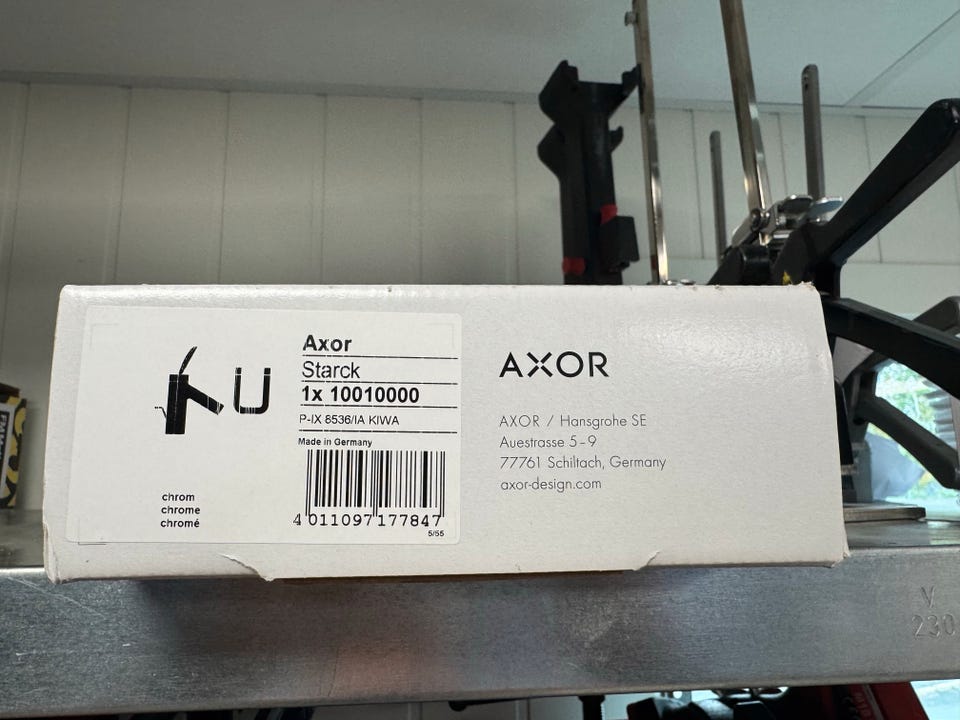 Axor
Starck
1x 10010000
P-IX 8536/IA KIWA
Made in Germany
4 011097 177847
5/55
chrom
chrome
chromé
AXOR
AXOR / Hansgrohe SE
Auestrasse 5-9
77761 Schiltach, Germany
axor-design.com
V
230